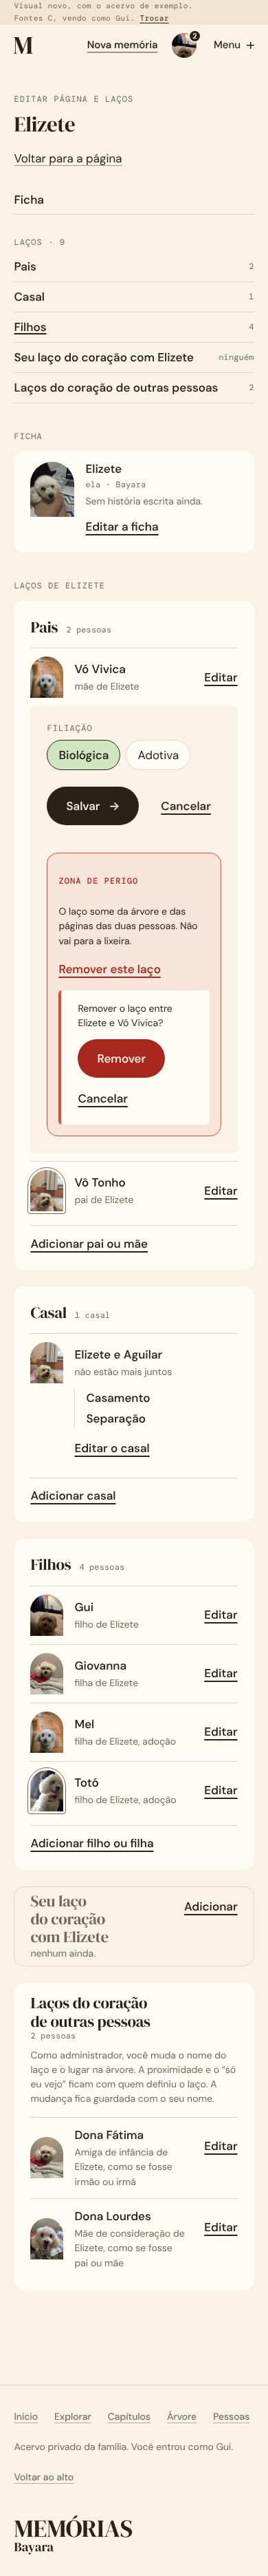 Visual novo, com o acervo de exemplo.
Fontes C, vendo como Gui. Trocar
M
Nova memória
2
Menu +
EDITAR PÁGINA E LAÇOS
Elizete
Voltar para a página
Ficha
LAÇOS · 9
Pais 2
Casal 1
Filhos 4
Seu laço do coração com Elizete ninguém
Laços do coração de outras pessoas 2
FICHA
Elizete
ela · Bayara
Sem história escrita ainda.
Editar a ficha
LAÇOS DE ELIZETE
Pais 2 pessoas
Vó Vivica
mãe de Elizete
Editar
FILIAÇÃO
Biológica Adotiva
Salvar → Cancelar
ZONA DE PERIGO
O laço some da árvore e das
páginas das duas pessoas. Não
vai para a lixeira.
Remover este laço
Remover o laço entre
Elizete e Vó Vivica?
Remover
Cancelar
Vô Tonho
pai de Elizete
Editar
Adicionar pai ou mãe
Casal 1 casal
Elizete e Aguilar
não estão mais juntos
Casamento
Separação
Editar o casal
Adicionar casal
Filhos 4 pessoas
Gui
filho de Elizete
Editar
Giovanna
filha de Elizete
Editar
Mel
filha de Elizete, adoção
Editar
Totó
filho de Elizete, adoção
Editar
Adicionar filho ou filha
Seu laço
do coração
com Elizete
nenhum ainda.
Adicionar
Laços do coração
de outras pessoas
2 pessoas
Como administrador, você muda o nome do
laço e o lugar na árvore. A proximidade e o “só
eu vejo” ficam com quem definiu o laço. A
mudança fica guardada com o seu nome.
Dona Fátima
Amiga de infância de
Elizete, como se fosse
irmão ou irmã
Editar
Dona Lourdes
Mãe de consideração de
Elizete, como se fosse
pai ou mãe
Editar
Início Explorar Capítulos Árvore Pessoas
Acervo privado da família. Você entrou como Gui.
Voltar ao alto
MEMÓRIAS
Bayara